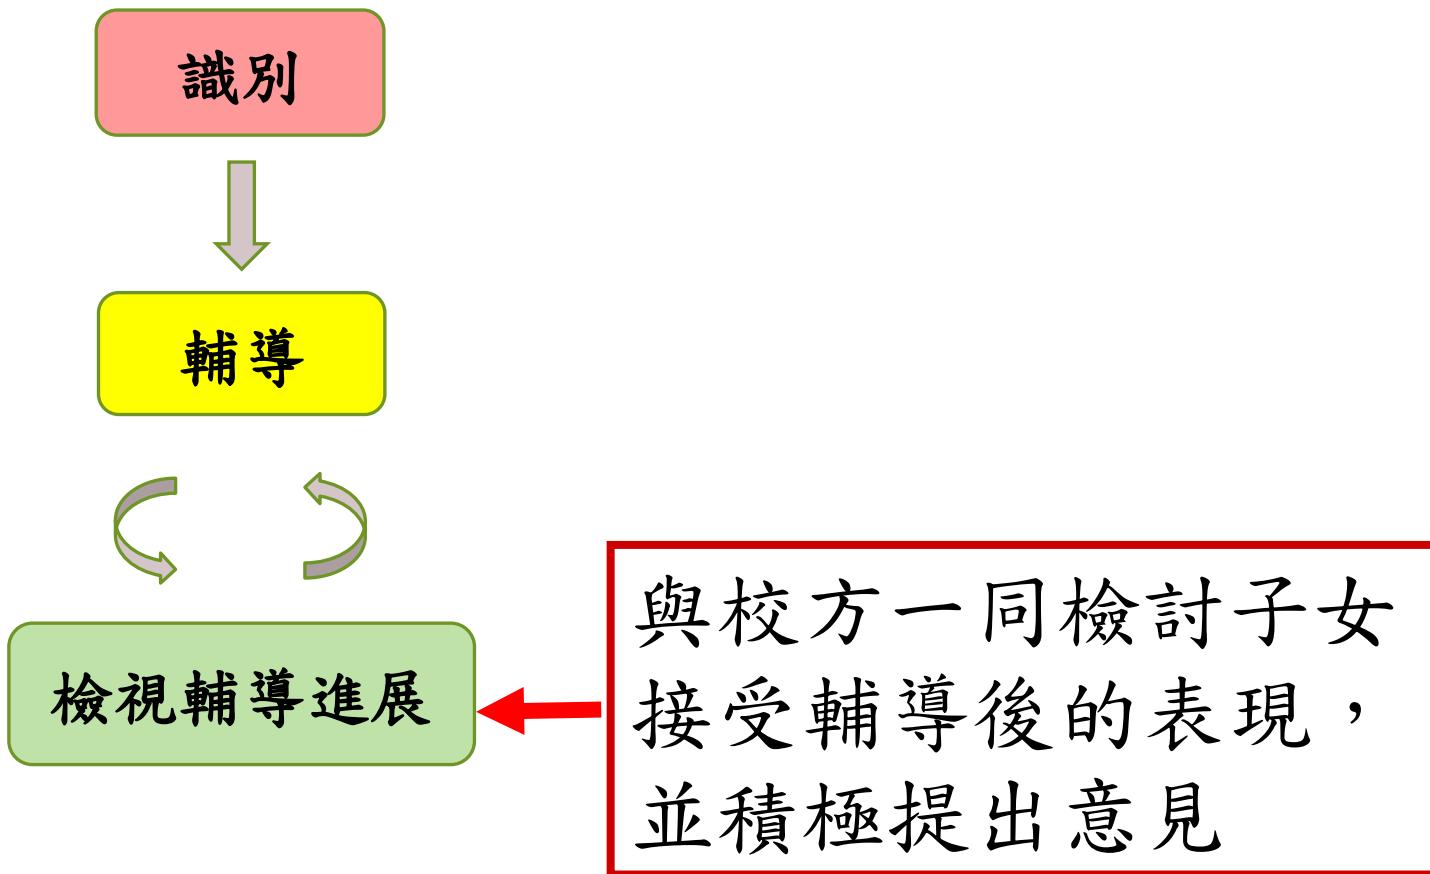 識別
輔導
檢視輔導進展
與校方一同檢討子女
接受輔導後的表現，
並積極提出意見